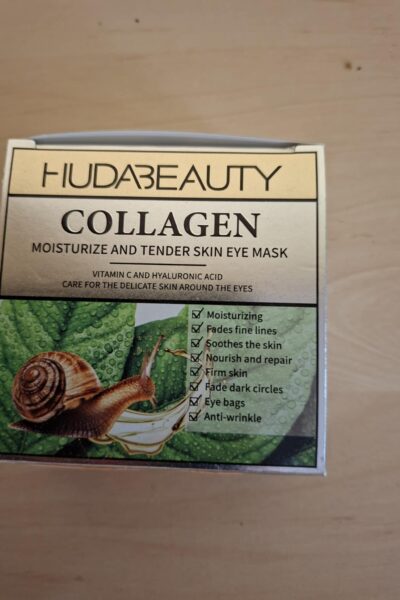 HUDABEAUTY
COLLAGEN
MOISTURIZE AND TENDER SKIN EYE MASK
VITAMIN C AND HYALURONIC ACID
CARE FOR THE DELICATE SKIN AROUND THE EYES
Moisturizing
Fades fine lines
Soothes the skin
Nourish and repair
Firm skin
Fade dark circles
Eye bags
Anti-wrinkle